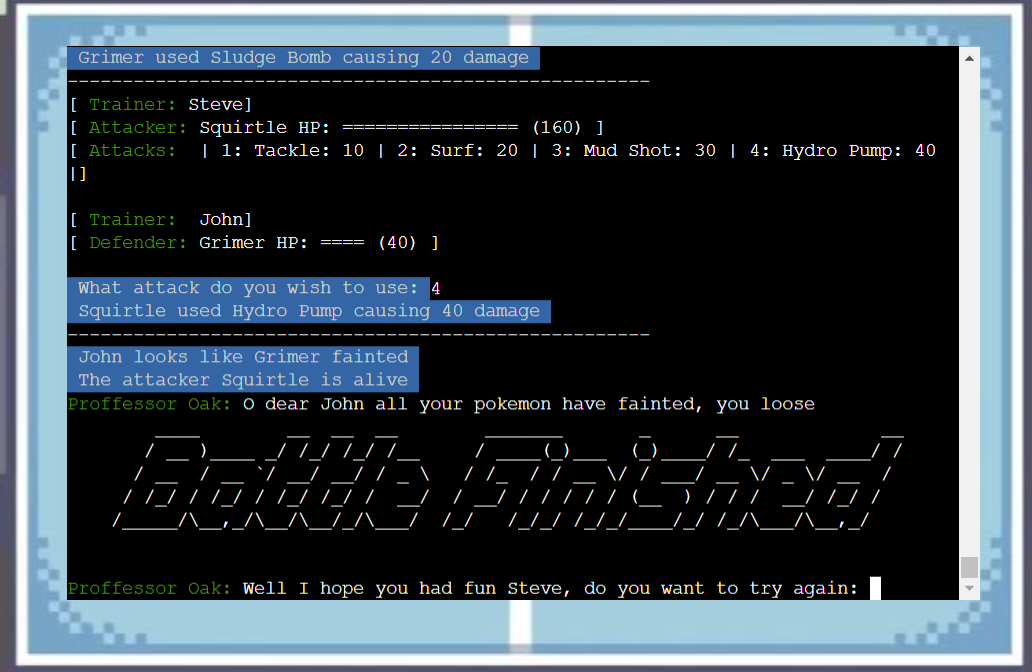 Grimer used Sludge Bomb causing 20 damage
-----------------------------------------------------
[ Trainer: Steve]
[ Attacker: Squirtle HP: ================ (160) ]
[ Attacks:  | 1: Tackle: 10 | 2: Surf: 20 | 3: Mud Shot: 30 | 4: Hydro Pump: 40
|]
[ Trainer:  John]
[ Defender: Grimer HP: ==== (40) ]
What attack do you wish to use: 4
Squirtle used Hydro Pump causing 40 damage
-----------------------------------------------------
John looks like Grimer fainted
The attacker Squirtle is alive
Proffessor Oak: O dear John all your pokemon have fainted, you loose
Battle Finished
Proffessor Oak: Well I hope you had fun Steve, do you want to try again: